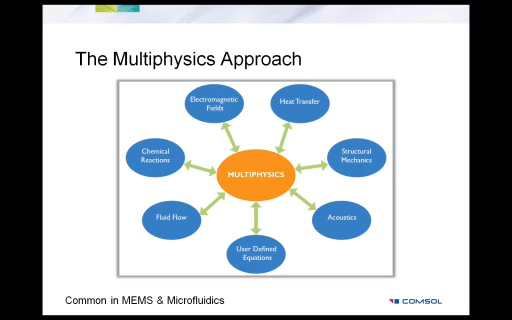 The Multiphysics Approach
Electromagnetic
Fields
Heat Transfer
Chemical
Reactions
Structural
Mechanics
MULTIPHYSICS
Fluid Flow
Acoustics
User Defined
Equations
Common in MEMS & Microfluidics
COMSOL